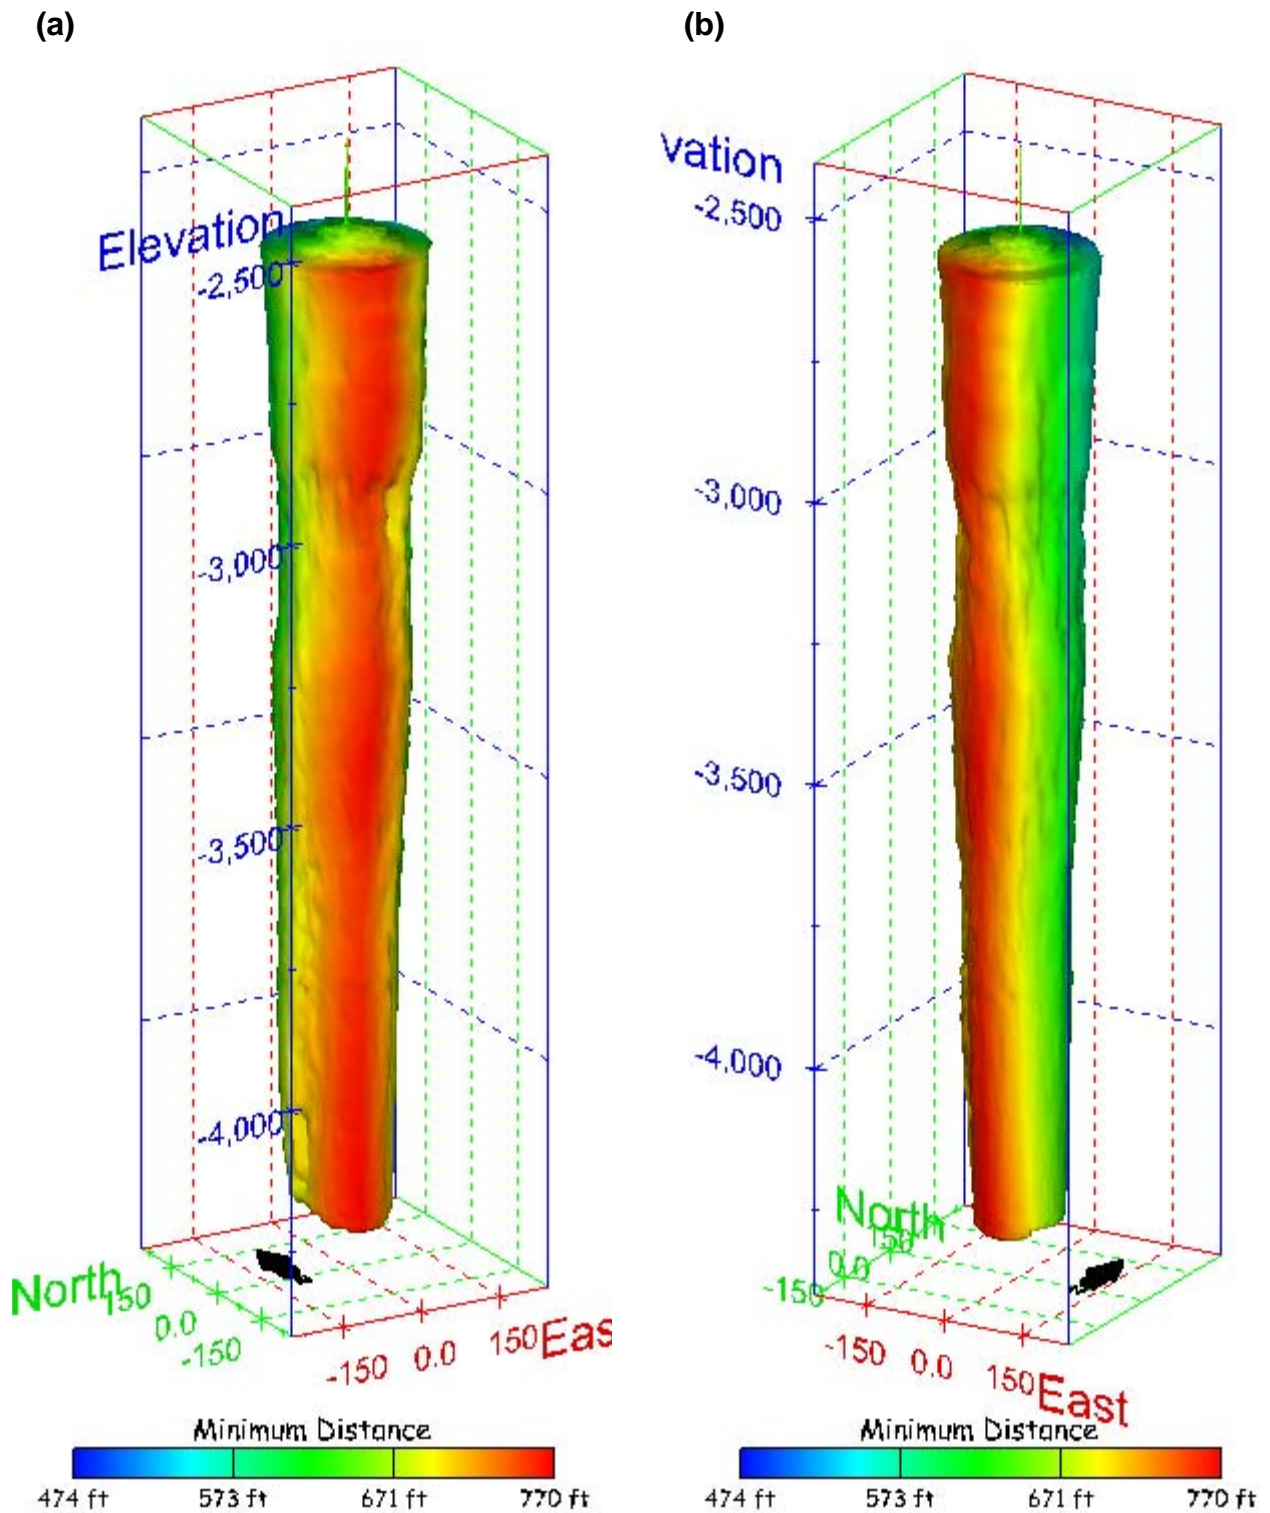 (a)
(b)
Elevation
-2,500
-3,000
-3,500
-4,000
North
150
0.0
-150
-150
0.0
150
Eas
Minimum Distance
474 ft
573 ft
671 ft
770 ft
vation
-2,500
-3,000
-3,500
-4,000
North
150
0.0
-150
-150
0.0
150
East
Minimum Distance
474 ft
573 ft
671 ft
770 ft